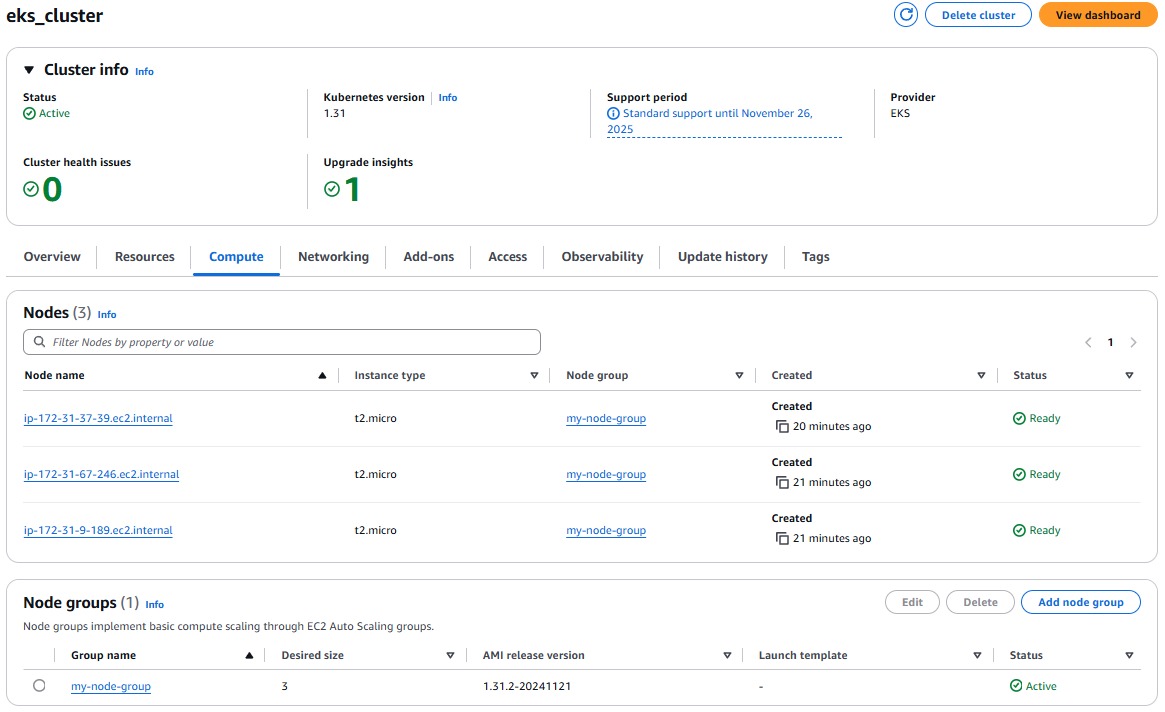 eks_cluster
Delete cluster
View dashboard
Cluster info Info
Status
Active
Kubernetes version Info
1.31
Support period
Standard support until November 26,
2025
Provider
EKS
Cluster health issues
0
Upgrade insights
1
Overview Resources Compute Networking Add-ons Access Observability Update history Tags
Nodes (3) Info
Filter Nodes by property or value
1
Node name Instance type Node group Created Status
ip-172-31-37-39.ec2.internal t2.micro my-node-group Created
20 minutes ago Ready
ip-172-31-67-246.ec2.internal t2.micro my-node-group Created
21 minutes ago Ready
ip-172-31-9-189.ec2.internal t2.micro my-node-group Created
21 minutes ago Ready
Node groups (1) Info
Edit Delete Add node group
Node groups implement basic compute scaling through EC2 Auto Scaling groups.
Group name Desired size AMI release version Launch template Status
my-node-group 3 1.31.2-20241121 - Active